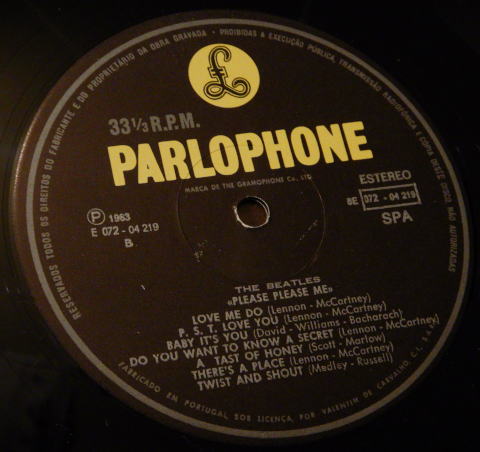 RESERVADOS TODOS OS DIREITOS DO FABRICANTE E DO PROPRIETÁRIO DA OBRA GRAVADA • PROIBIDAS A EXECUÇÃO PÚBLICA, TRANSMISSÃO RADIOFÓNICA E CÓPIA DESTE DISCO NÃO AUTORIZADAS
£
33 1/3 R.P.M.
PARLOPHONE
MARCA DE THE GRAMOPHONE Co., LTD.
ESTEREO
8E 072 - 04 219
SPA
Ⓟ 1963
E 072 - 04 219
B
THE BEATLES
«PLEASE PLEASE ME»
LOVE ME DO (Lennon - McCartney)
P. S. T. LOVE YOU (Lennon - McCartney)
BABY IT'S YOU (David - Williams - Bacharach)
DO YOU WANT TO KNOW A SECRET (Lennon - McCartney)
A. TAST OF HONEY (Scott - Marlow)
THERE'S A PLACE (Lennon - McCartney)
TWIST AND SHOUT (Medley - Russell)
FABRICADO EM PORTUGAL, SOB LICENÇA, POR VALENTIM DE CARVALHO, C.I. S.A.R.L.